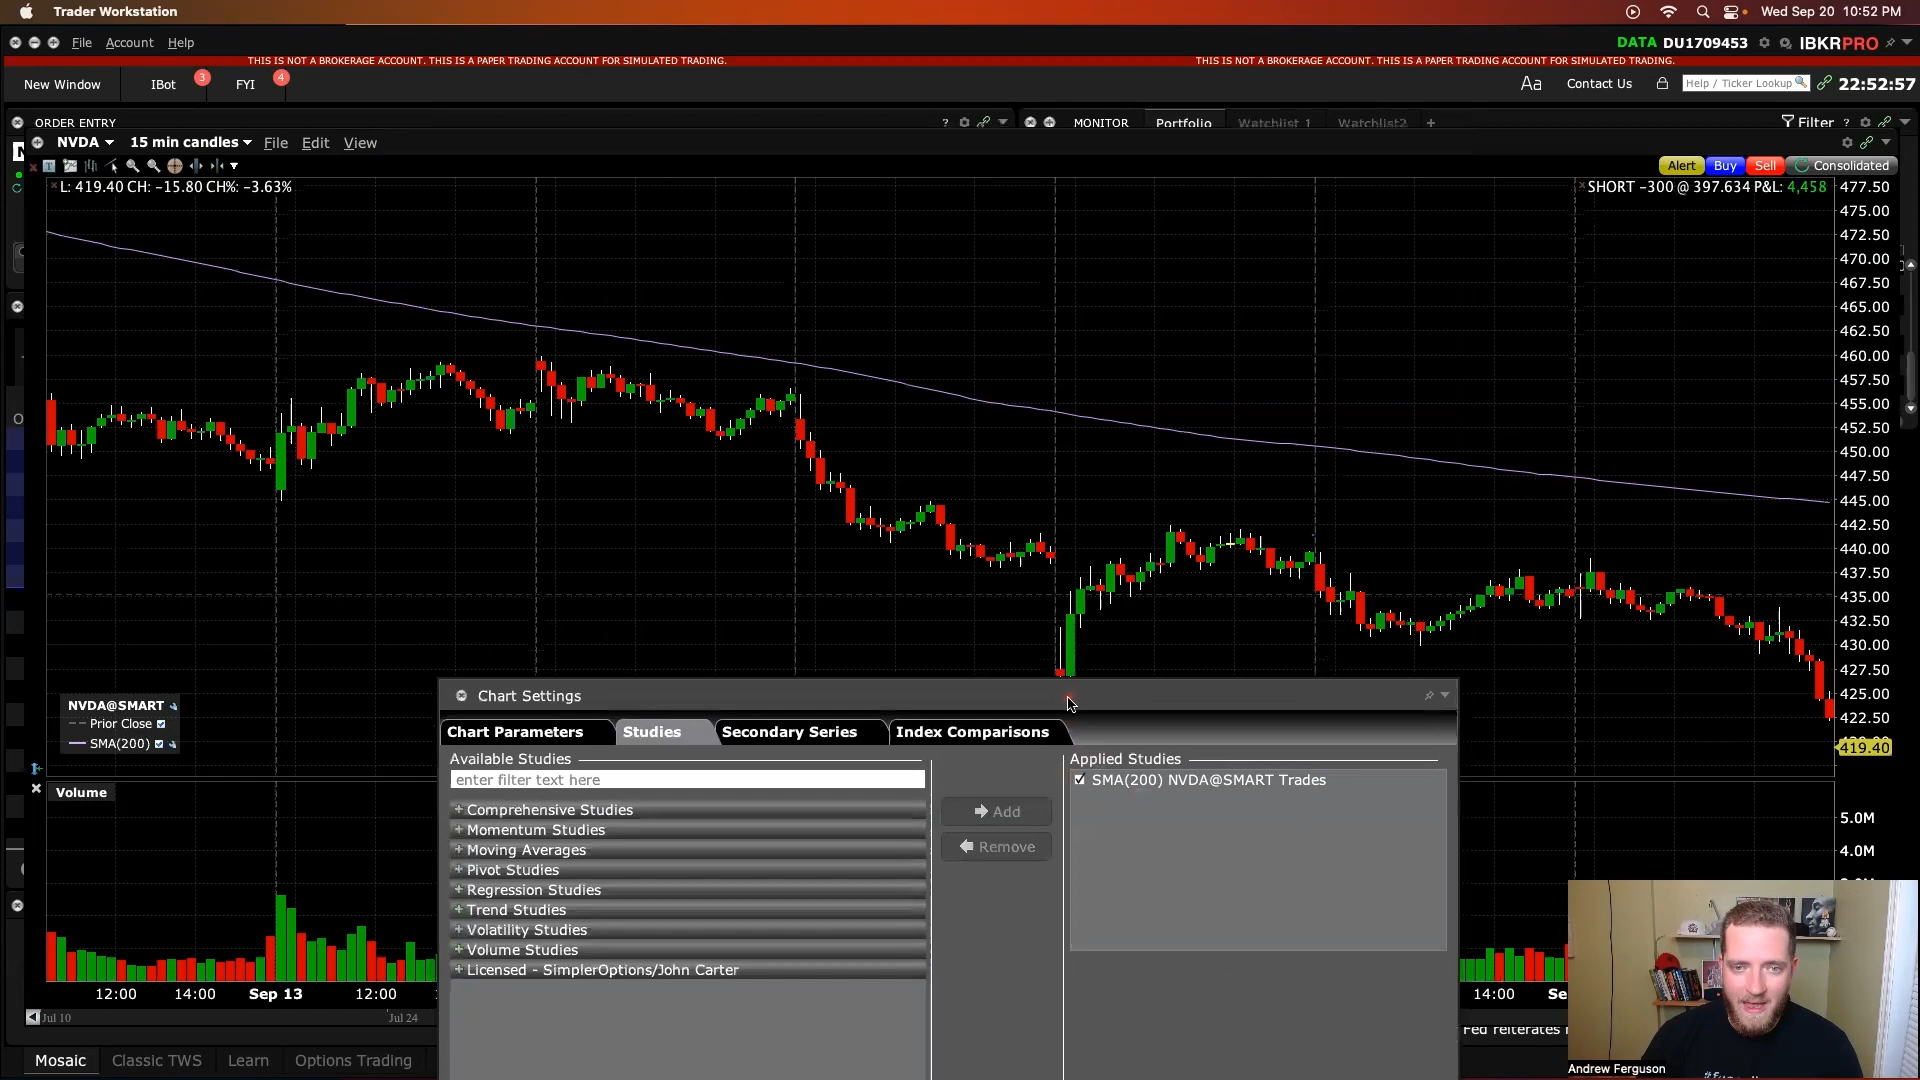 Trader Workstation
Wed Sep 20 10:52 PM
File Account Help
DATA DU1709453 IBKRPRO
THIS IS NOT A BROKERAGE ACCOUNT. THIS IS A PAPER TRADING ACCOUNT FOR SIMULATED TRADING.
THIS IS NOT A BROKERAGE ACCOUNT. THIS IS A PAPER TRADING ACCOUNT FOR SIMULATED TRADING.
New Window IBot 3 FYI 4
Aa Contact Us Help / Ticker Lookup 22:52:57
ORDER ENTRY ?
MONITOR Portfolio Watchlist 1 Watchlist2 + Filter ?
NVDA 15 min candles File Edit View
Alert Buy Sell Consolidated
L: 419.40 CH: -15.80 CH%: -3.63%
SHORT -300 @ 397.634 P&L: 4,458
477.50
475.00
472.50
470.00
467.50
465.00
462.50
460.00
457.50
455.00
452.50
450.00
447.50
445.00
442.50
440.00
437.50
435.00
432.50
430.00
427.50
425.00
422.50
419.40
NVDA@SMART
Prior Close
SMA(200)
Chart Settings
Chart Parameters Studies Secondary Series Index Comparisons
Available Studies
enter filter text here
Comprehensive Studies
Momentum Studies
Moving Averages
Pivot Studies
Regression Studies
Trend Studies
Volatility Studies
Volume Studies
Licensed - SimplerOptions/John Carter
Add
Remove
Applied Studies
SMA(200) NVDA@SMART Trades
Volume
5.0M
4.0M
12:00 14:00 Sep 13 12:00
14:00 Se
Jul 10 Jul 24
Fed reiterates
Mosaic Classic TWS Learn Options Trading
Andrew Ferguson